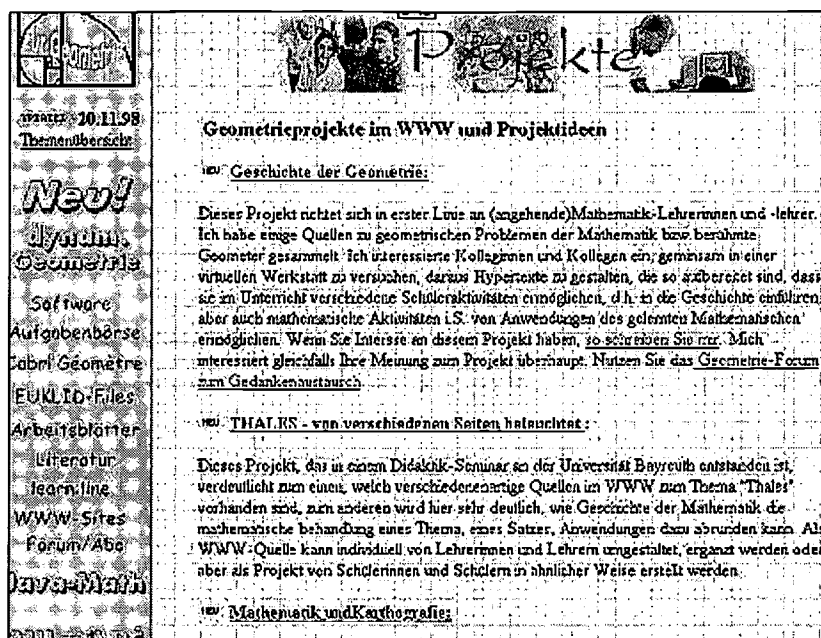 Projekte
UPDATED 20.11.98
Themenübersicht
Neu!
dynam.
Geometrie
Software
Aufgabenbörse
Cabri Géomètre
EUKLID-Files
Arbeitsblätter
Literatur
learn:line
WWW-Sites
Forum/Abo
Java-Math
Geometrieprojekte im WWW und Projektideen
NEU Geschichte der Geometrie:
Dieses Projekt richtet sich in erster Linie an (angehende)Mathematik-Lehrerinnen und -lehrer.
Ich habe einige Quellen zu geometrischen Problemen der Mathematik bzw. berühmte
Geometer gesammelt. Ich interessierte Kolleginnen und Kollegen ein, gemeinsam in einer
virtuellen Werkstatt zu versuchen, daraus Hypertexte zu gestalten, die so aufbereitet sind, dass
sie im Unterricht verschiedene Schüleraktivitäten ermöglichen, d.h. in die Geschichte einführen,
aber auch mathematische Aktivitäten i.S. von Anwendungen des gelernten Mathematischen
ermöglichen. Wenn Sie Interesse an diesem Projekt haben, so schreiben Sie mir. Mich
interessiert gleichfalls Ihre Meinung zum Projekt überhaupt. Nutzen Sie das Geometrie-Forum
zum Gedankenaustausch.
NEU THALES - von verschiedenen Seiten beleuchtet:
Dieses Projekt, das in einem Didaktik-Seminar an der Universität Bayreuth entstanden ist,
verdeutlicht zum einen, welch verschiedenenartige Quellen im WWW zum Thema "Thales"
vorhanden sind, zum anderen wird hier sehr deutlich, wie Geschichte der Mathematik die
mathematische behandlung eines Thema, eines Satzes, Anwendungen dazu abrunden kann. Als
WWW-Quelle kann individuell von Lehrerinnen und Lehrern umgestaltet, ergänzt werden oder
aber als Projekt von Schülerinnen und Schülern in ähnlicher Weise erstellt werden.
NEU Mathematik undKarthografie: